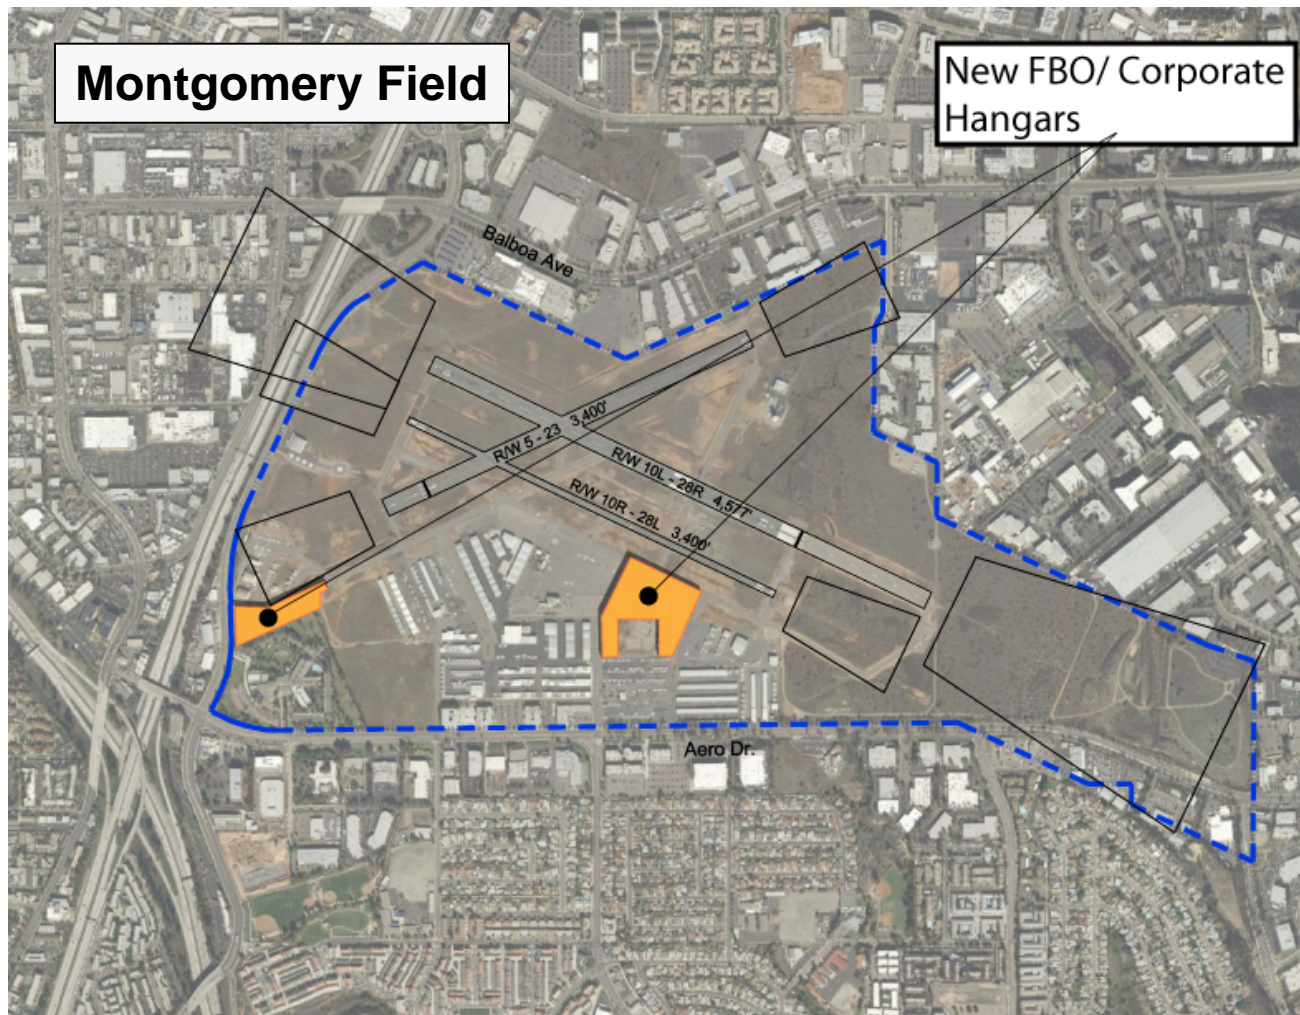 Montgomery Field
New FBO/ Corporate
Hangars
Balboa Ave
R/W 5 - 23   3,400'
R/W 10L - 28R   4,577'
R/W 10R - 28L   3,400'
Aero Dr.